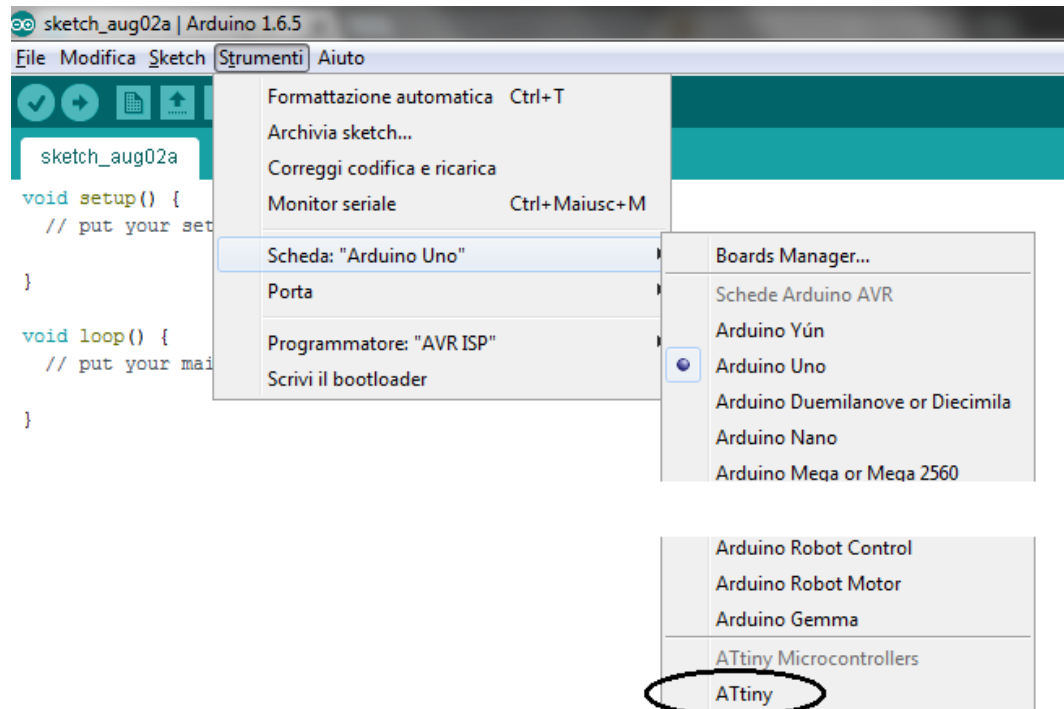 sketch_aug02a | Arduino 1.6.5
File Modifica Sketch Strumenti Aiuto
sketch_aug02a
void setup() {
// put your set
}
void loop() {
// put your mai
}
Formattazione automatica Ctrl+T
Archivia sketch...
Correggi codifica e ricarica
Monitor seriale Ctrl+Maiusc+M
Scheda: "Arduino Uno"
Porta
Programmatore: "AVR ISP"
Scrivi il bootloader
Boards Manager...
Schede Arduino AVR
Arduino Yún
Arduino Uno
Arduino Duemilanove or Diecimila
Arduino Nano
Arduino Mega or Mega 2560
Arduino Robot Control
Arduino Robot Motor
Arduino Gemma
ATtiny Microcontrollers
ATtiny